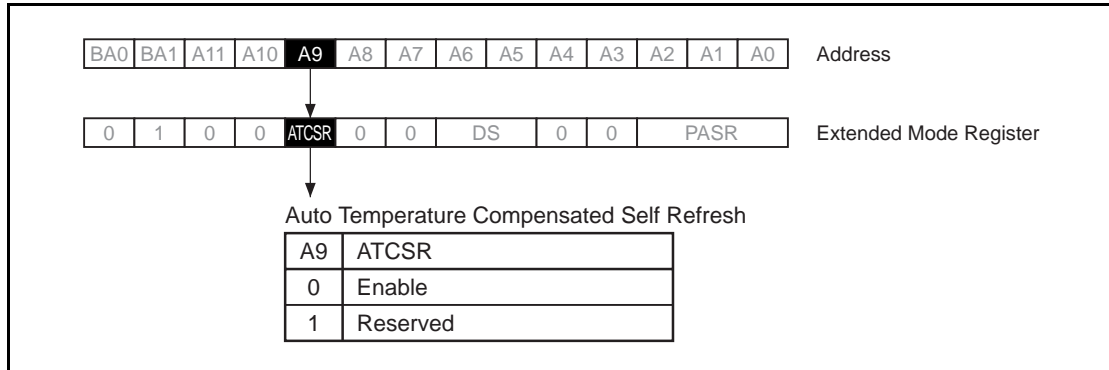 BA0 BA1 A11 A10 A9 A8 A7 A6 A5 A4 A3 A2 A1 A0 Address
0 1 0 0 ATCSR 0 0 DS 0 0 PASR Extended Mode Register
Auto Temperature Compensated Self Refresh
A9 ATCSR
0 Enable
1 Reserved